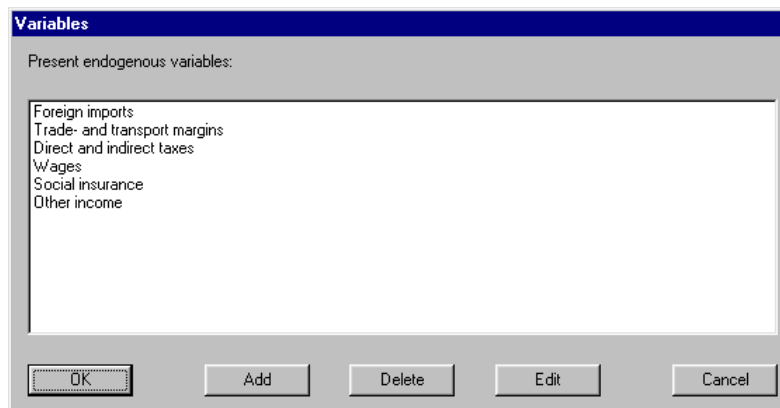 Variables
Present endogenous variables:
Foreign imports
Trade- and transport margins
Direct and indirect taxes
Wages
Social insurance
Other income
OK Add Delete Edit Cancel